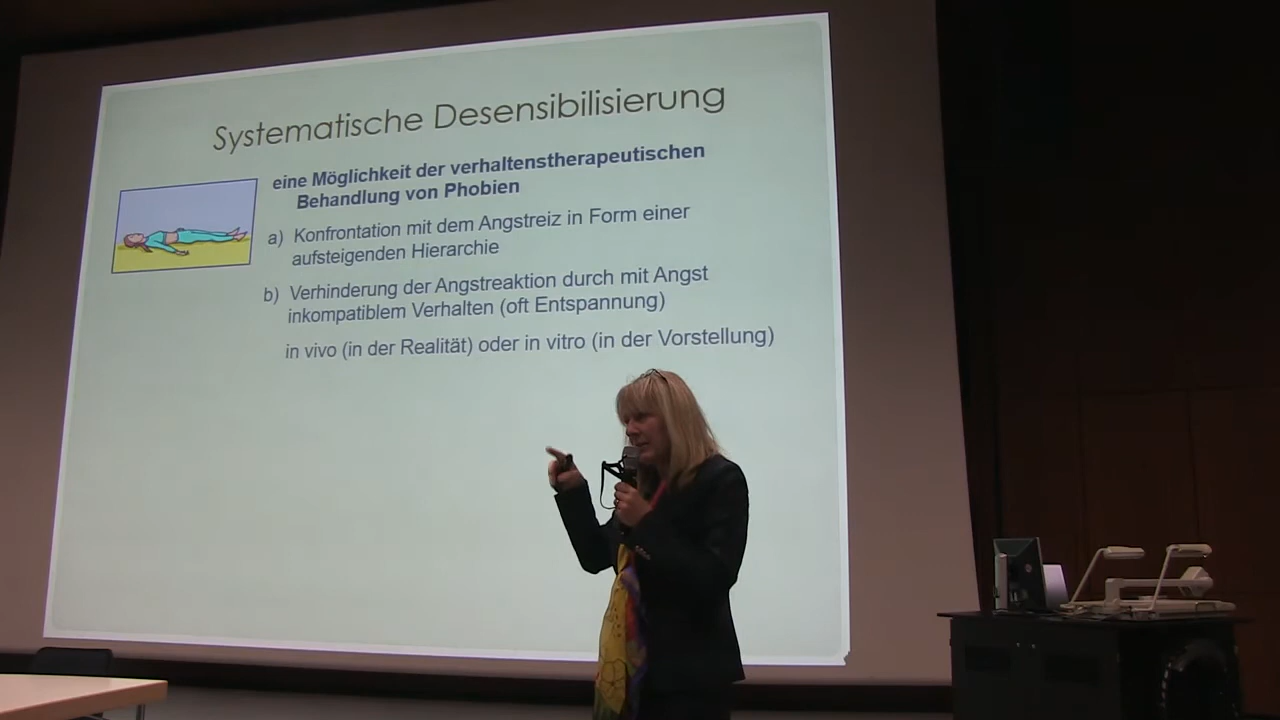 Systematische Desensibilisierung
eine Möglichkeit der verhaltenstherapeutischen
Behandlung von Phobien
a) Konfrontation mit dem Angstreiz in Form einer
aufsteigenden Hierarchie
b) Verhinderung der Angstreaktion durch mit Angst
inkompatiblem Verhalten (oft Entspannung)
in vivo (in der Realität) oder in vitro (in der Vorstellung)